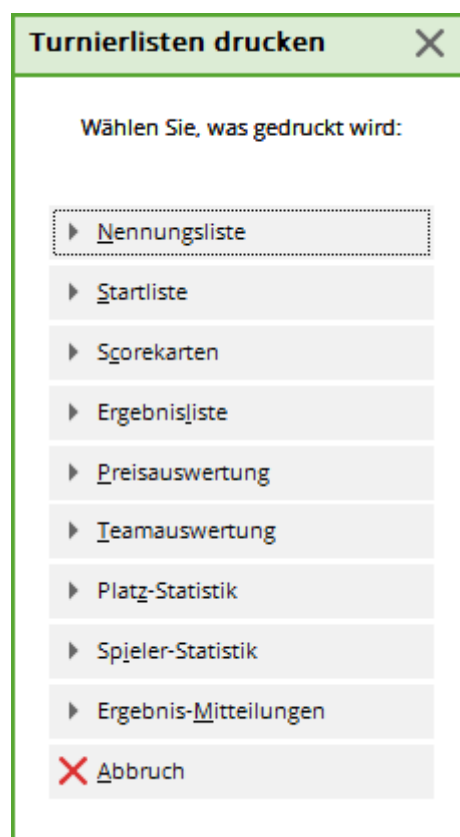 Turnierlisten drucken
Wählen Sie, was gedruckt wird:
Nennungsliste
Startliste
Scorekarten
Ergebnisliste
Preisauswertung
Teamauswertung
Platz-Statistik
Spieler-Statistik
Ergebnis-Mitteilungen
Abbruch